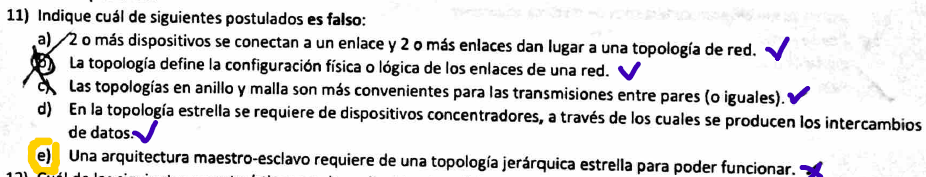 11) Indique cuál de siguientes postulados es falso:
a) 2 o más dispositivos se conectan a un enlace y 2 o más enlaces dan lugar a una topología de red.
b) La topología define la configuración física o lógica de los enlaces de una red.
c) Las topologías en anillo y malla son más convenientes para las transmisiones entre pares (o iguales).
d) En la topología estrella se requiere de dispositivos concentradores, a través de los cuales se producen los intercambios
de datos.
e) Una arquitectura maestro-esclavo requiere de una topología jerárquica estrella para poder funcionar.